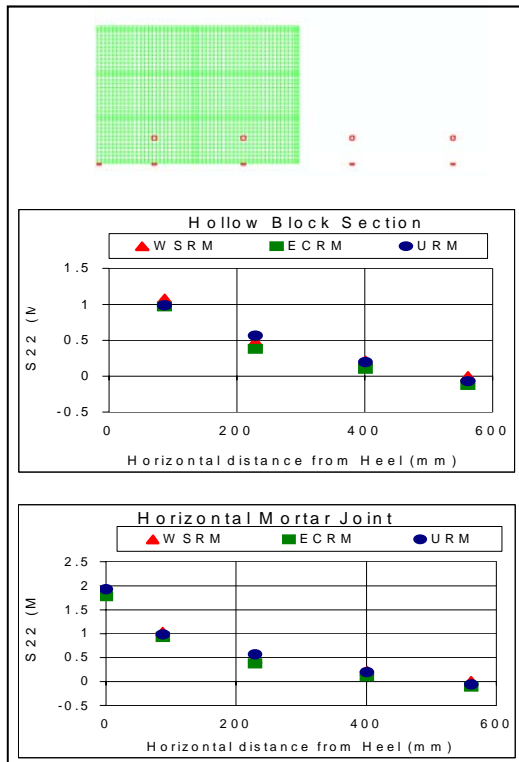 Hollow Block Section
WSRM ECRM URM
1.5
1
0.5
0
-0.5
S22 (M
0 200 400 600
Horizontal distance from Heel (mm)
Horizontal Mortar Joint
WSRM ECRM URM
2.5
2
1.5
1
0.5
0
-0.5
S22 (M
0 200 400 600
Horizontal distance from Heel (mm)